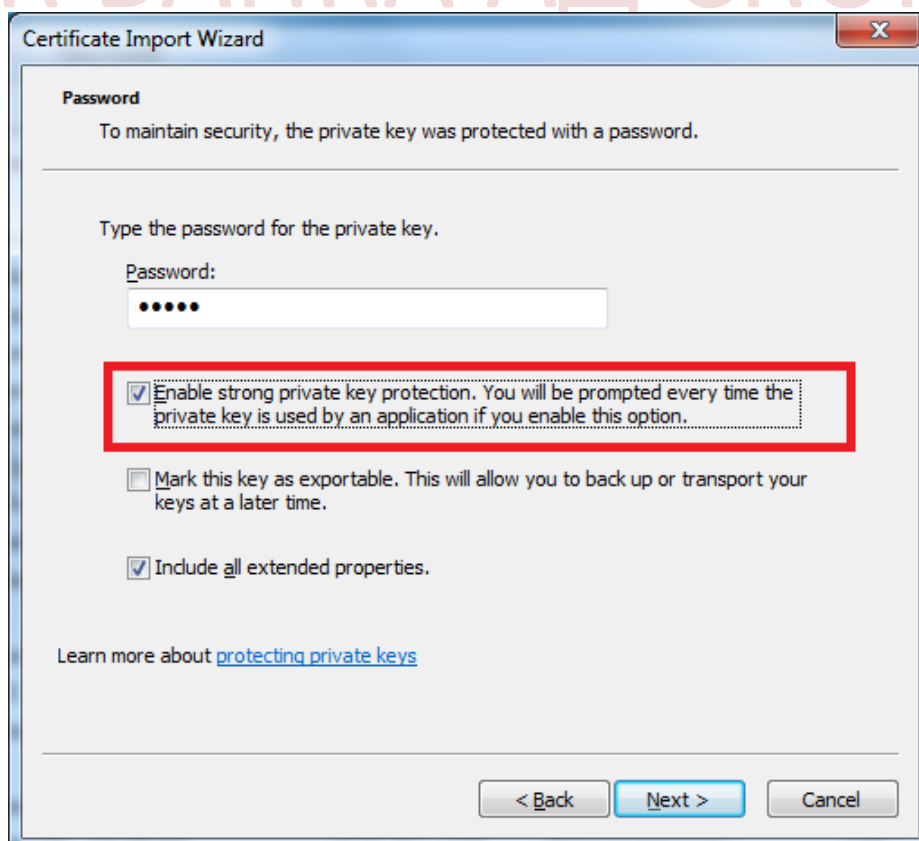 БАНКА АД СКОП
Certificate Import Wizard
Password
To maintain security, the private key was protected with a password.
Type the password for the private key.
Password:
•••••
Enable strong private key protection. You will be prompted every time the
private key is used by an application if you enable this option.
Mark this key as exportable. This will allow you to back up or transport your
keys at a later time.
Include all extended properties.
Learn more about protecting private keys
< Back
Next >
Cancel